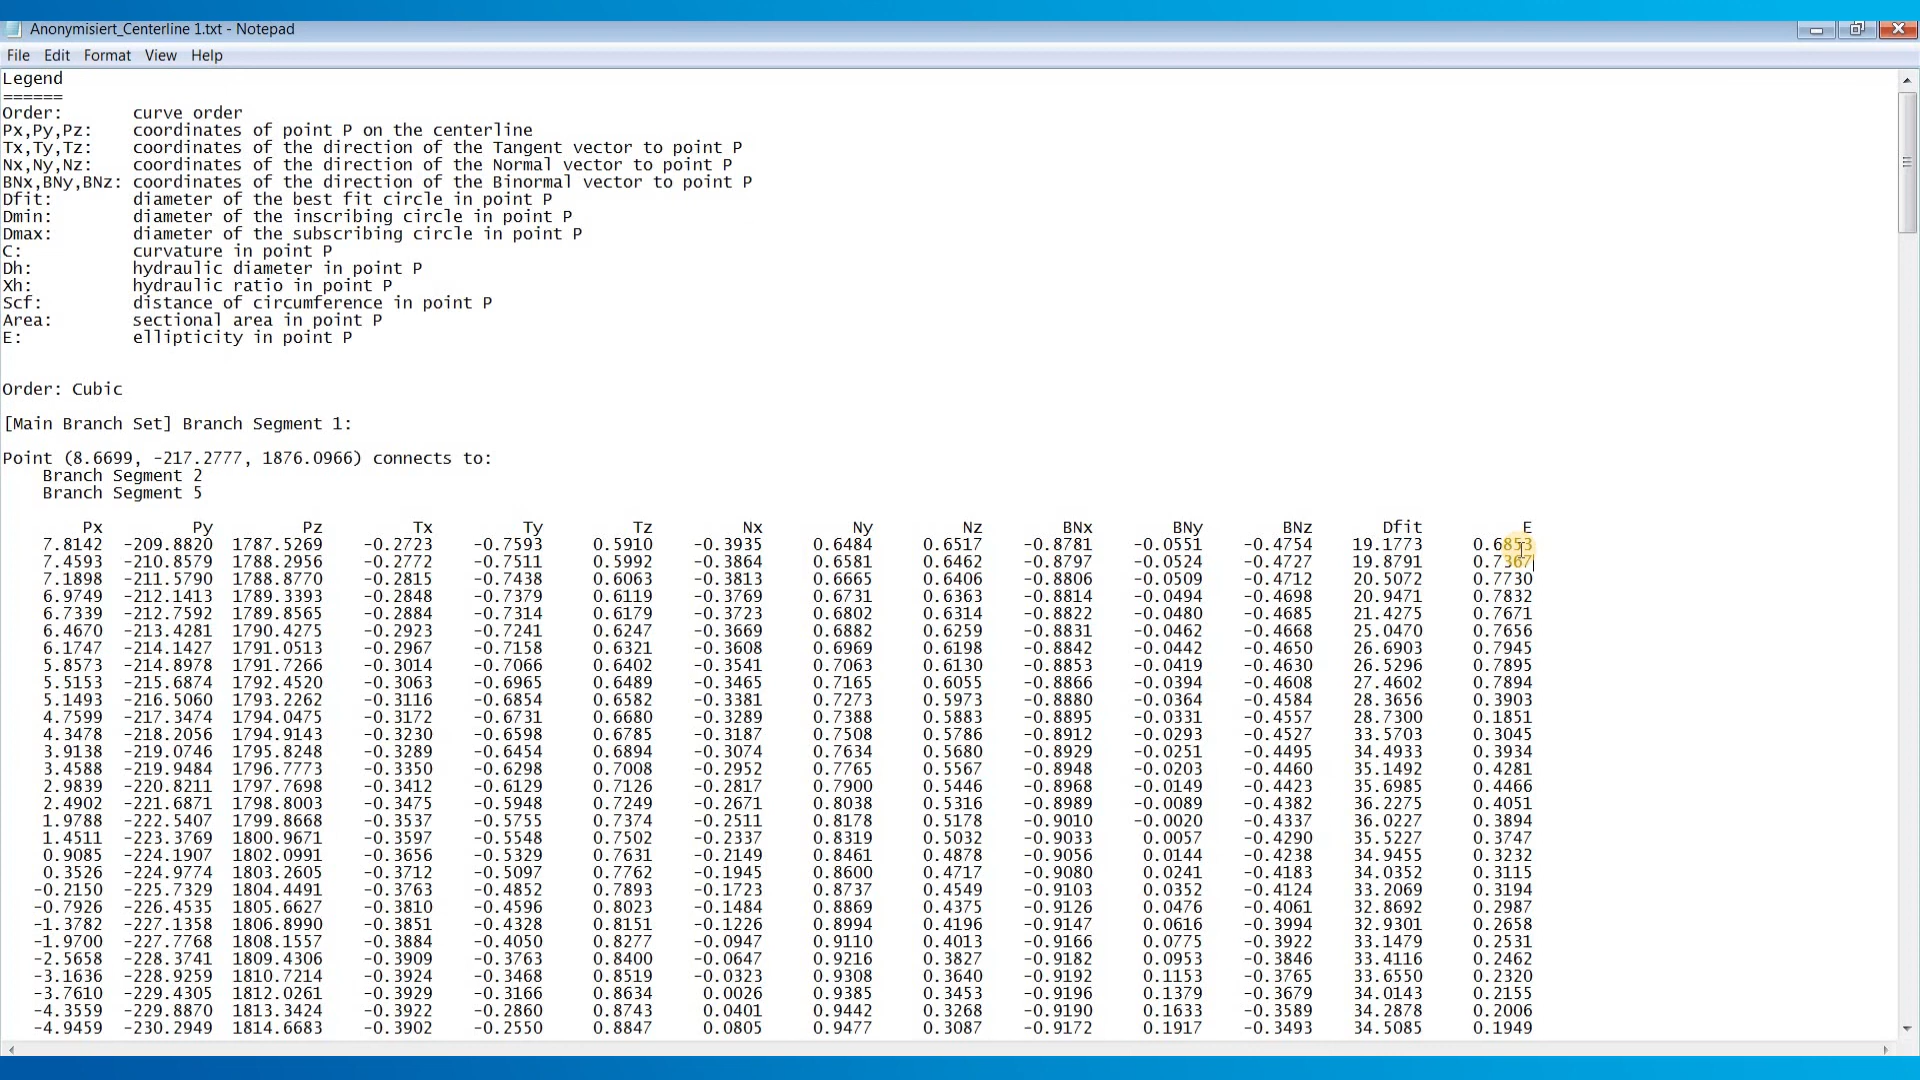 Anonymisiert_Centerline 1.txt - Notepad
File Edit Format View Help
Legend
======
Order: curve order
Px,Py,Pz: coordinates of point P on the centerline
Tx,Ty,Tz: coordinates of the direction of the Tangent vector to point P
Nx,Ny,Nz: coordinates of the direction of the Normal vector to point P
BNx,BNy,BNz: coordinates of the direction of the Binormal vector to point P
Dfit: diameter of the best fit circle in point P
Dmin: diameter of the inscribing circle in point P
Dmax: diameter of the subscribing circle in point P
C: curvature in point P
Dh: hydraulic diameter in point P
Xh: hydraulic ratio in point P
Scf: distance of circumference in point P
Area: sectional area in point P
E: ellipticity in point P
Order: Cubic
[Main Branch Set] Branch Segment 1:
Point (8.6699, -217.2777, 1876.0966) connects to:
Branch Segment 2
Branch Segment 5
Px Py Pz Tx Ty Tz Nx Ny Nz BNx BNy BNz Dfit E
7.8142 -209.8820 1787.5269 -0.2723 -0.7593 0.5910 -0.3935 0.6484 0.6517 -0.8781 -0.0551 -0.4754 19.1773 0.6853
7.4593 -210.8579 1788.2956 -0.2772 -0.7511 0.5992 -0.3864 0.6581 0.6462 -0.8797 -0.0524 -0.4727 19.8791 0.7367
7.1898 -211.5790 1788.8770 -0.2815 -0.7438 0.6063 -0.3813 0.6665 0.6406 -0.8806 -0.0509 -0.4712 20.5072 0.7730
6.9749 -212.1413 1789.3393 -0.2848 -0.7379 0.6119 -0.3769 0.6731 0.6363 -0.8814 -0.0494 -0.4698 20.9471 0.7832
6.7339 -212.7592 1789.8565 -0.2884 -0.7314 0.6179 -0.3723 0.6802 0.6314 -0.8822 -0.0480 -0.4685 21.4275 0.7671
6.4670 -213.4281 1790.4275 -0.2923 -0.7241 0.6247 -0.3669 0.6882 0.6259 -0.8831 -0.0462 -0.4668 25.0470 0.7656
6.1747 -214.1427 1791.0513 -0.2967 -0.7158 0.6321 -0.3608 0.6969 0.6198 -0.8842 -0.0442 -0.4650 26.6903 0.7945
5.8573 -214.8978 1791.7266 -0.3014 -0.7066 0.6402 -0.3541 0.7063 0.6130 -0.8853 -0.0419 -0.4630 26.5296 0.7895
5.5153 -215.6874 1792.4520 -0.3063 -0.6965 0.6489 -0.3465 0.7165 0.6055 -0.8866 -0.0394 -0.4608 27.4602 0.7894
5.1493 -216.5060 1793.2262 -0.3116 -0.6854 0.6582 -0.3381 0.7273 0.5973 -0.8880 -0.0364 -0.4584 28.3656 0.3903
4.7599 -217.3474 1794.0475 -0.3172 -0.6731 0.6680 -0.3289 0.7388 0.5883 -0.8895 -0.0331 -0.4557 28.7300 0.1851
4.3478 -218.2056 1794.9143 -0.3230 -0.6598 0.6785 -0.3187 0.7508 0.5786 -0.8912 -0.0293 -0.4527 33.5703 0.3045
3.9138 -219.0746 1795.8248 -0.3289 -0.6454 0.6894 -0.3074 0.7634 0.5680 -0.8929 -0.0251 -0.4495 34.4933 0.3934
3.4588 -219.9484 1796.7773 -0.3350 -0.6298 0.7008 -0.2952 0.7765 0.5567 -0.8948 -0.0203 -0.4460 35.1492 0.4281
2.9839 -220.8211 1797.7698 -0.3412 -0.6129 0.7126 -0.2817 0.7900 0.5446 -0.8968 -0.0149 -0.4423 35.6985 0.4466
2.4902 -221.6871 1798.8003 -0.3475 -0.5948 0.7249 -0.2671 0.8038 0.5316 -0.8989 -0.0089 -0.4382 36.2275 0.4051
1.9788 -222.5407 1799.8668 -0.3537 -0.5755 0.7374 -0.2511 0.8178 0.5178 -0.9010 -0.0020 -0.4337 36.0227 0.3894
1.4511 -223.3769 1800.9671 -0.3597 -0.5548 0.7502 -0.2337 0.8319 0.5032 -0.9033 0.0057 -0.4290 35.5227 0.3747
0.9085 -224.1907 1802.0991 -0.3656 -0.5329 0.7631 -0.2149 0.8461 0.4878 -0.9056 0.0144 -0.4238 34.9455 0.3232
0.3526 -224.9774 1803.2605 -0.3712 -0.5097 0.7762 -0.1945 0.8600 0.4717 -0.9080 0.0241 -0.4183 34.0352 0.3115
-0.2150 -225.7329 1804.4491 -0.3763 -0.4852 0.7893 -0.1723 0.8737 0.4549 -0.9103 0.0352 -0.4124 33.2069 0.3194
-0.7926 -226.4535 1805.6627 -0.3810 -0.4596 0.8023 -0.1484 0.8869 0.4375 -0.9126 0.0476 -0.4061 32.8692 0.2987
-1.3782 -227.1358 1806.8990 -0.3851 -0.4328 0.8151 -0.1226 0.8994 0.4196 -0.9147 0.0616 -0.3994 32.9301 0.2658
-1.9700 -227.7768 1808.1557 -0.3884 -0.4050 0.8277 -0.0947 0.9110 0.4013 -0.9166 0.0775 -0.3922 33.1479 0.2531
-2.5658 -228.3741 1809.4306 -0.3909 -0.3763 0.8400 -0.0647 0.9216 0.3827 -0.9182 0.0953 -0.3846 33.4116 0.2462
-3.1636 -228.9259 1810.7214 -0.3924 -0.3468 0.8519 -0.0323 0.9308 0.3640 -0.9192 0.1153 -0.3765 33.6550 0.2320
-3.7610 -229.4305 1812.0261 -0.3929 -0.3166 0.8634 0.0026 0.9385 0.3453 -0.9196 0.1379 -0.3679 34.0143 0.2155
-4.3559 -229.8870 1813.3424 -0.3922 -0.2860 0.8743 0.0401 0.9442 0.3268 -0.9190 0.1633 -0.3589 34.2878 0.2006
-4.9459 -230.2949 1814.6683 -0.3902 -0.2550 0.8847 0.0805 0.9477 0.3087 -0.9172 0.1917 -0.3493 34.5085 0.1949